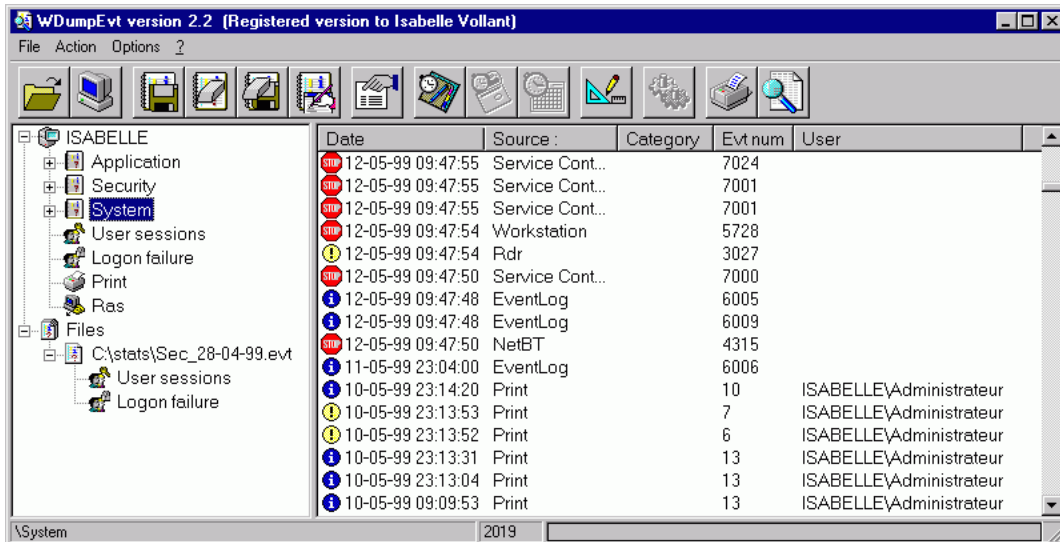 WDumpEvt version 2.2 (Registered version to Isabelle Vollant)
File Action Options ?
ISABELLE
Application
Security
System
User sessions
Logon failure
Print
Ras
Files
C:\stats\Sec_28-04-99.evt
User sessions
Logon failure
Date Source : Category Evt num User
STOP 12-05-99 09:47:55 Service Cont... 7024
STOP 12-05-99 09:47:55 Service Cont... 7001
STOP 12-05-99 09:47:55 Service Cont... 7001
STOP 12-05-99 09:47:54 Workstation 5728
! 12-05-99 09:47:54 Rdr 3027
STOP 12-05-99 09:47:50 Service Cont... 7000
i 12-05-99 09:47:48 EventLog 6005
i 12-05-99 09:47:48 EventLog 6009
STOP 12-05-99 09:47:50 NetBT 4315
i 11-05-99 23:04:00 EventLog 6006
i 10-05-99 23:14:20 Print 10 ISABELLE\Administrateur
! 10-05-99 23:13:53 Print 7 ISABELLE\Administrateur
! 10-05-99 23:13:52 Print 6 ISABELLE\Administrateur
i 10-05-99 23:13:31 Print 13 ISABELLE\Administrateur
i 10-05-99 23:13:04 Print 13 ISABELLE\Administrateur
i 10-05-99 09:09:53 Print 13 ISABELLE\Administrateur
\System 2019